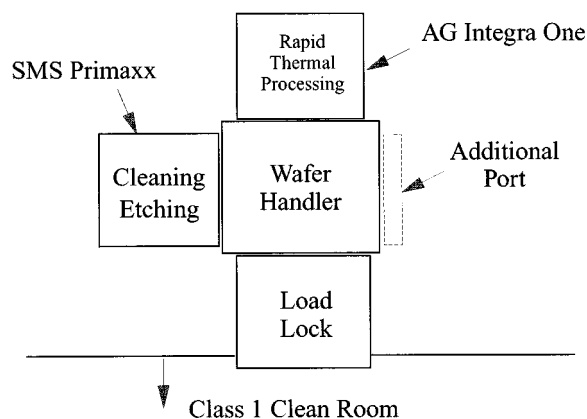 Rapid
Thermal
Processing
AG Integra One
SMS Primaxx
Cleaning
Etching
Wafer
Handler
Additional
Port
Load
Lock
Class 1 Clean Room